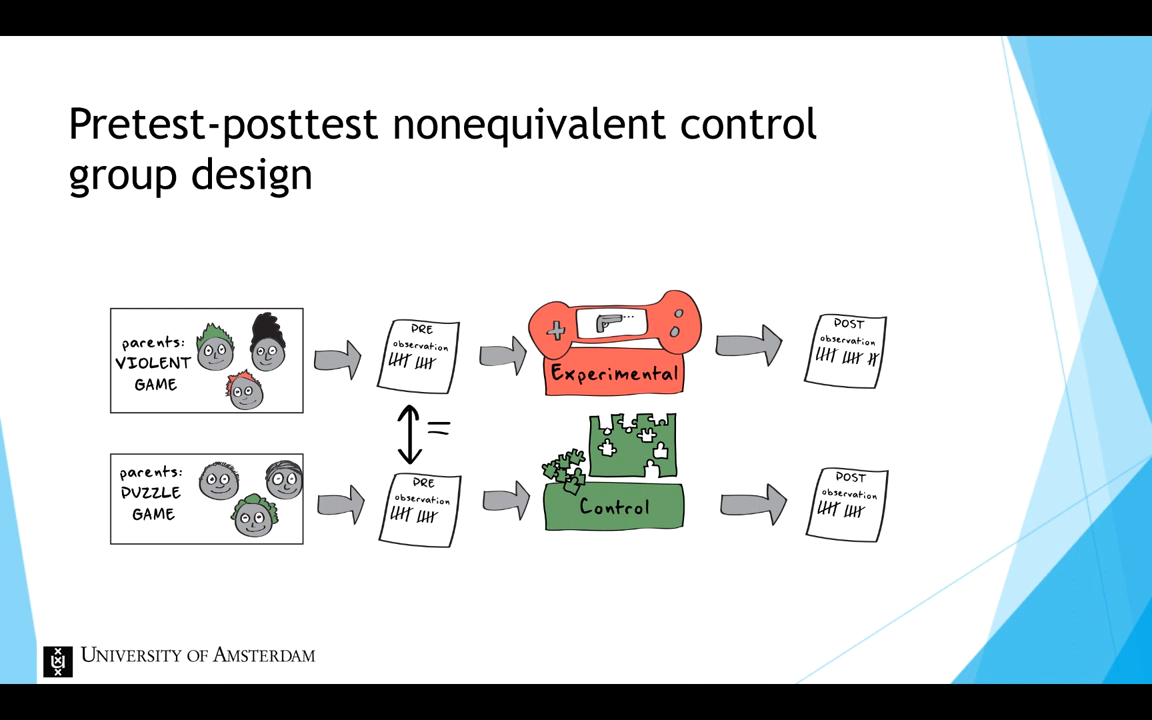 Pretest-posttest nonequivalent control
group design
parents:
VIOLENT
GAME
PRE
observation
Experimental
POST
observation
=
parents:
PUZZLE
GAME
PRE
observation
Control
POST
observation
UNIVERSITY OF AMSTERDAM